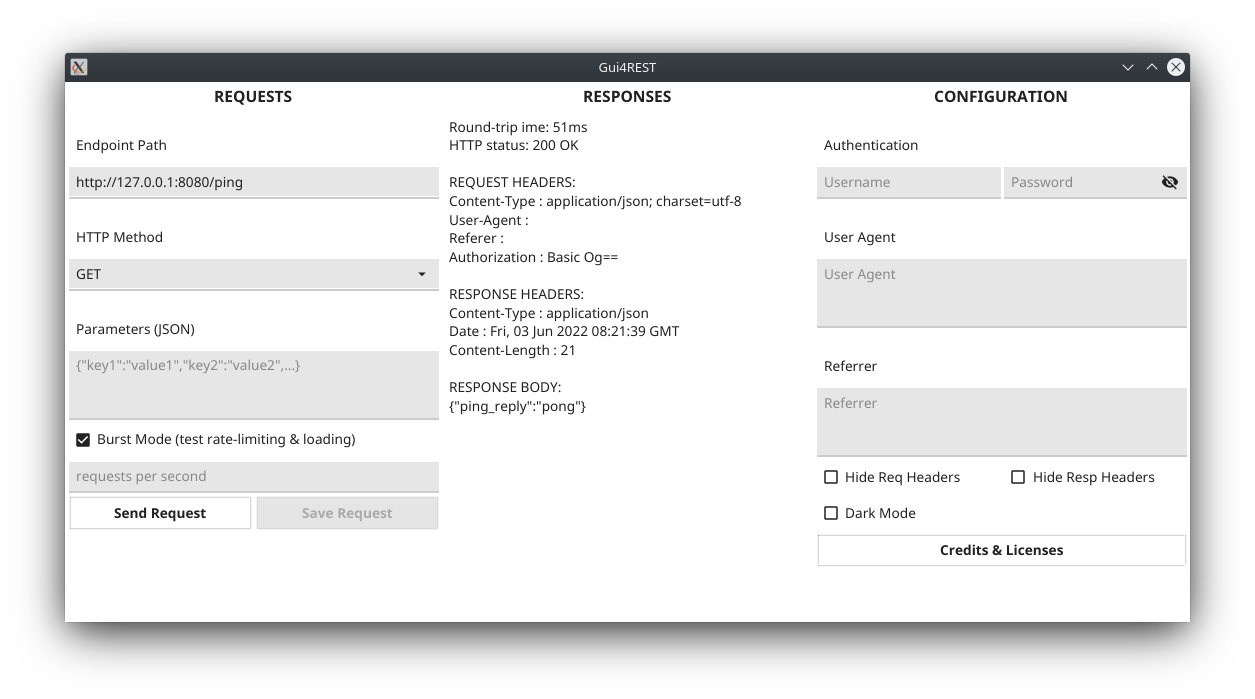 Gui4REST
REQUESTS
Endpoint Path
http://127.0.0.1:8080/ping
HTTP Method
GET
Parameters (JSON)
{"key1":"value1","key2":"value2",...}
Burst Mode (test rate-limiting & loading)
requests per second
Send Request
Save Request
RESPONSES
Round-trip ime: 51ms
HTTP status: 200 OK
REQUEST HEADERS:
Content-Type : application/json; charset=utf-8
User-Agent :
Referer :
Authorization : Basic Og==
RESPONSE HEADERS:
Content-Type : application/json
Date : Fri, 03 Jun 2022 08:21:39 GMT
Content-Length : 21
RESPONSE BODY:
{"ping_reply":"pong"}
CONFIGURATION
Authentication
Username
Password
User Agent
User Agent
Referrer
Referrer
Hide Req Headers
Hide Resp Headers
Dark Mode
Credits & Licenses